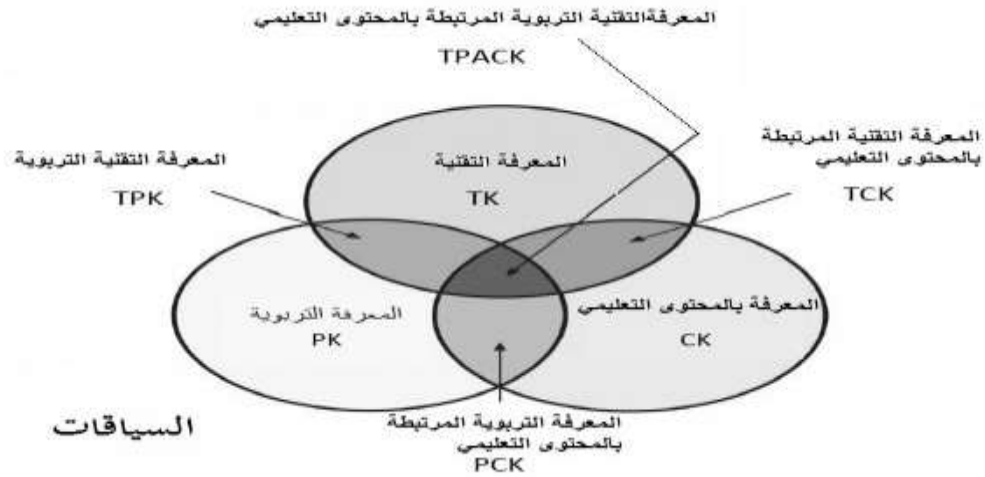 المعرفةالتقنية التربوية المرتبطة بالمحتوى التعليمي
TPACK
المعرفة التقنية المرتبطة
بالمحتوى التعليمي
TCK
المعرفة التقنية
TK
المعرفة التقنية التربوية
TPK
المعرفة بالمحتوى التعليمي
CK
المعرفة التربوية
PK
السياقات
المعرفة التربوية المرتبطة
بالمحتوى التعليمي
PCK